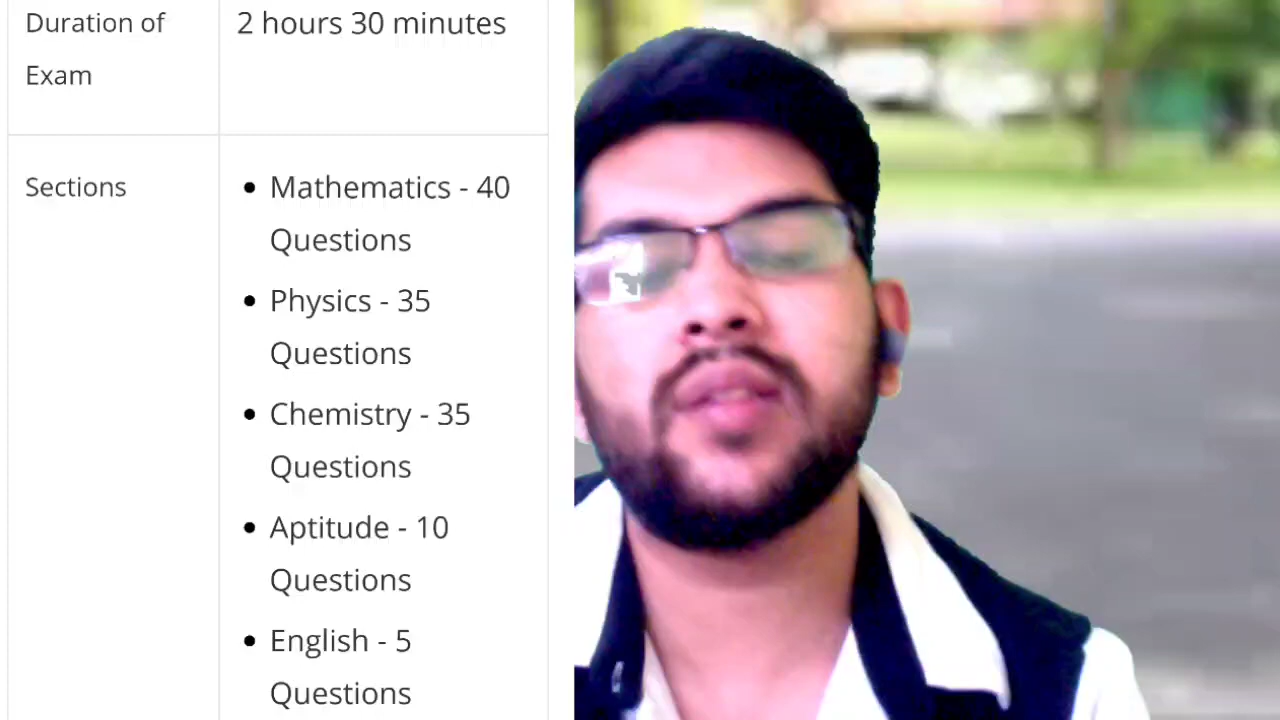 Duration of
Exam
2 hours 30 minutes
Sections
• Mathematics - 40
Questions
• Physics - 35
Questions
• Chemistry - 35
Questions
• Aptitude - 10
Questions
• English - 5
Questions